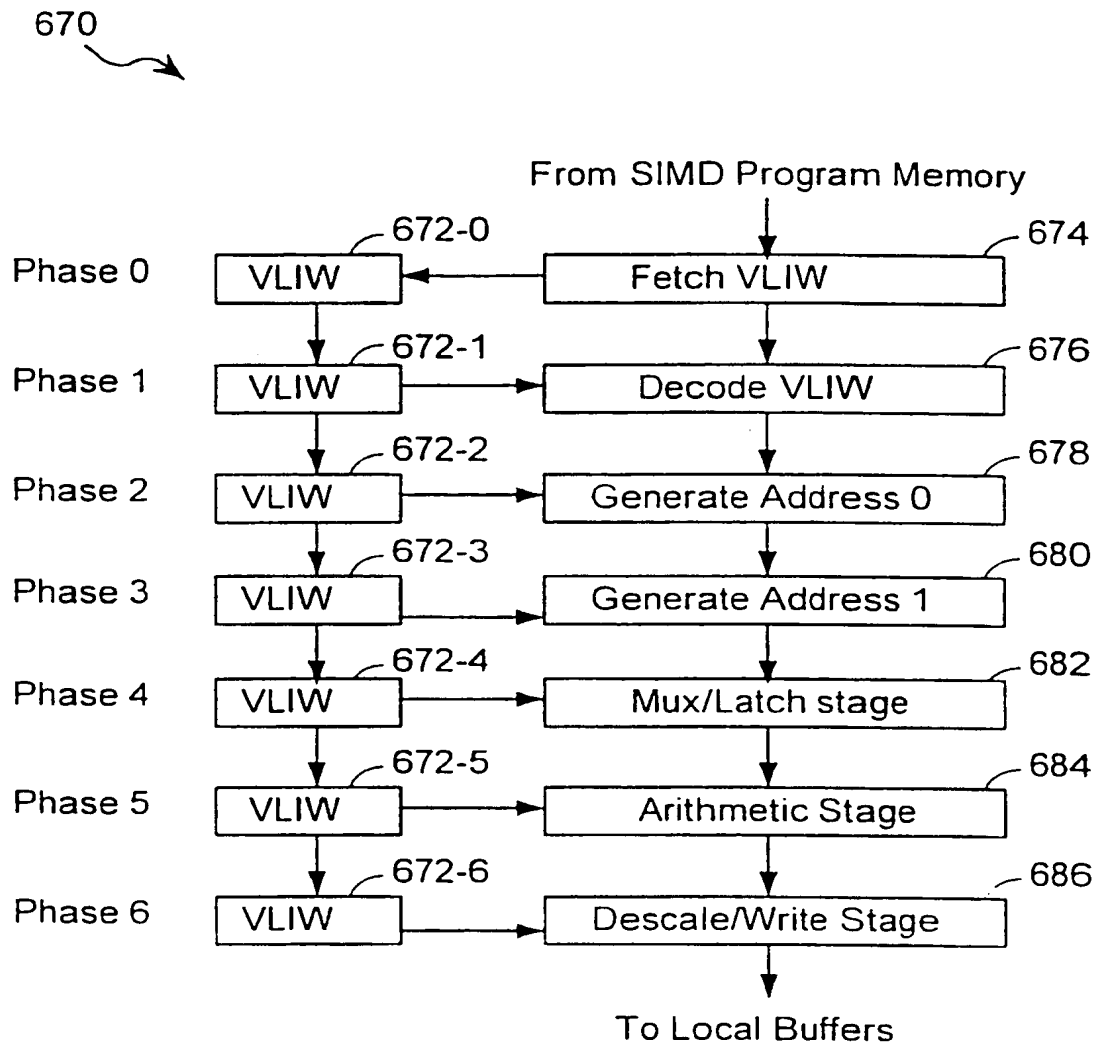 670
From SIMD Program Memory
672-0
674
Phase 0
VLIW
Fetch VLIW
672-1
676
Phase 1
VLIW
Decode VLIW
672-2
678
Phase 2
VLIW
Generate Address 0
672-3
680
Phase 3
VLIW
Generate Address 1
672-4
682
Phase 4
VLIW
Mux/Latch stage
672-5
684
Phase 5
VLIW
Arithmetic Stage
672-6
686
Phase 6
VLIW
Descale/Write Stage
To Local Buffers